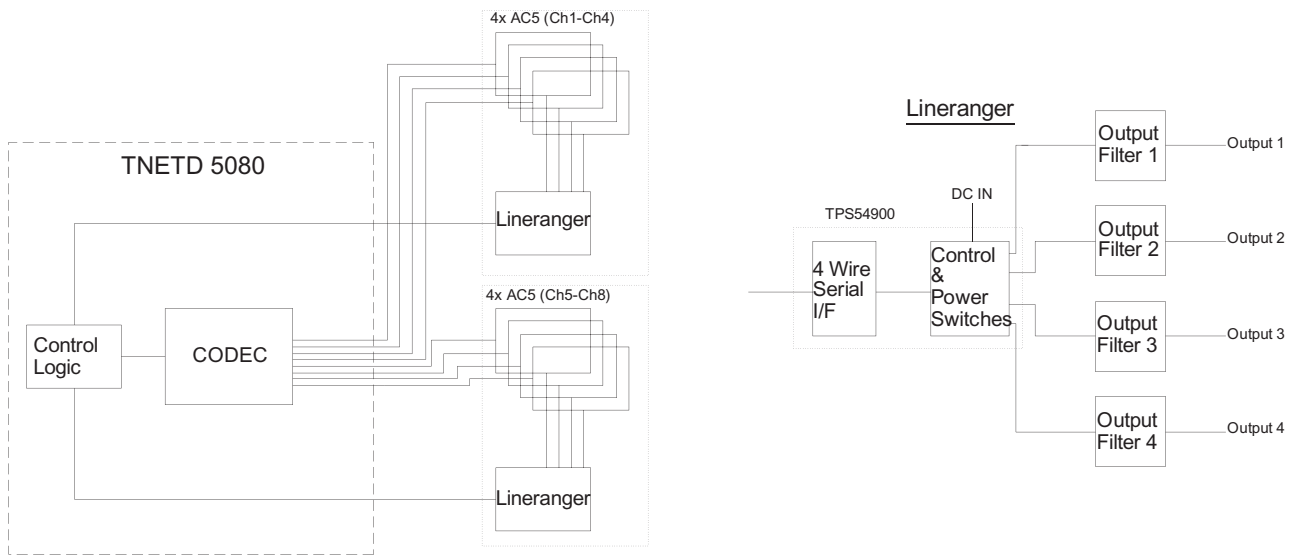 4x AC5 (Ch1-Ch4)
Lineranger
TNETD 5080
Control
Logic
CODEC
4x AC5 (Ch5-Ch8)
Lineranger
Lineranger
DC IN
TPS54900
4 Wire
Serial
I/F
Control
&
Power
Switches
Output
Filter 1
Output 1
Output
Filter 2
Output 2
Output
Filter 3
Output 3
Output
Filter 4
Output 4